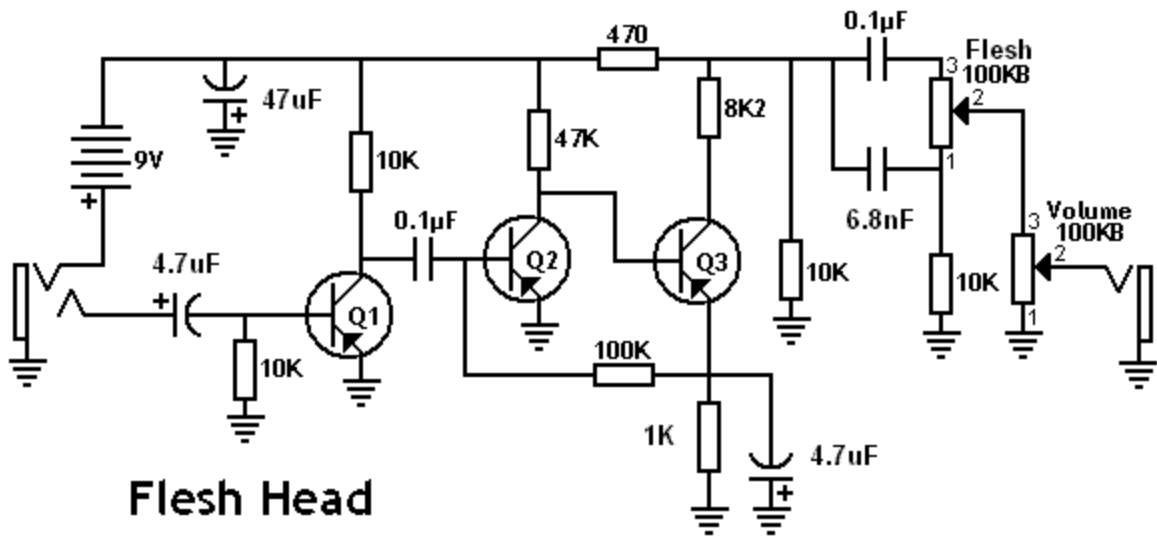 0.1µF
470
Flesh
100KB
3
2
1
47uF
8K2
9V
+
+
10K
47K
0.1µF
6.8nF
Volume
100KB
3
2
1
4.7uF
+
Q1
Q2
Q3
10K
10K
10K
100K
1K
4.7uF
+
Flesh Head